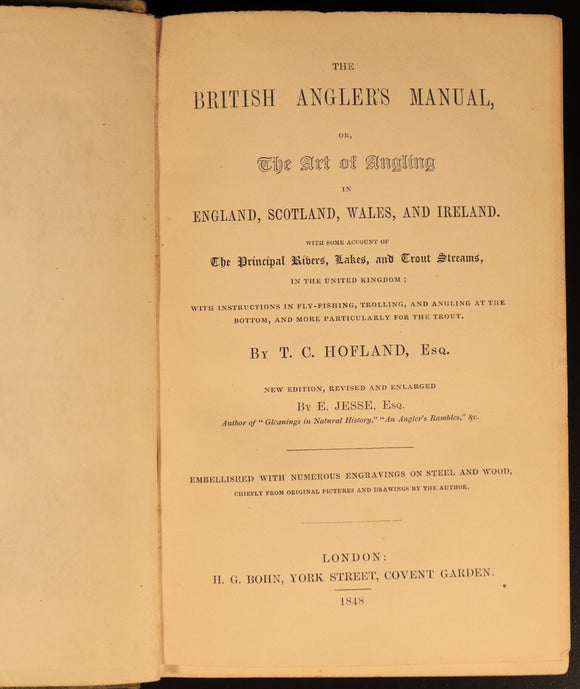 THE
BRITISH ANGLER'S MANUAL,
OR,
The Art of Angling
IN
ENGLAND, SCOTLAND, WALES, AND IRELAND.
WITH SOME ACCOUNT OF
The Principal Rivers, Lakes, and Trout Streams,
IN THE UNITED KINGDOM;
WITH INSTRUCTIONS IN FLY-FISHING, TROLLING, AND ANGLING AT THE
BOTTOM, AND MORE PARTICULARLY FOR THE TROUT.
BY T. C. HOFLAND, ESQ.
NEW EDITION, REVISED AND ENLARGED
BY E. JESSE, ESQ.
Author of "Gleanings in Natural History," "An Angler's Rambles," &c.
EMBELLISHED WITH NUMEROUS ENGRAVINGS ON STEEL AND WOOD,
CHIEFLY FROM ORIGINAL PICTURES AND DRAWINGS BY THE AUTHOR.
LONDON:
H. G. BOHN, YORK STREET, COVENT GARDEN.
1848